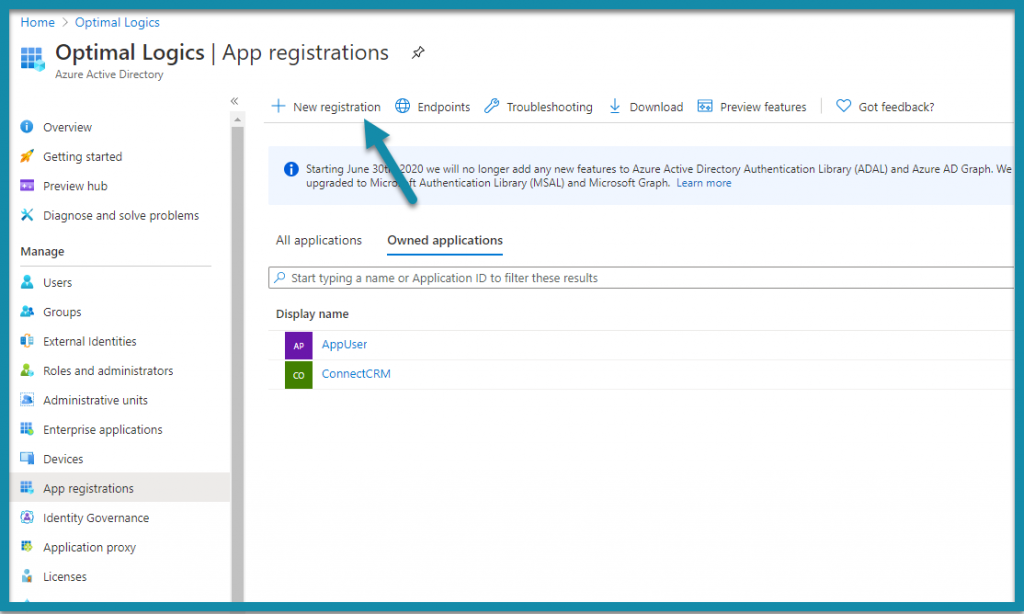 Home > Optimal Logics
Optimal Logics | App registrations
Azure Active Directory
«
Overview
Getting started
Preview hub
Diagnose and solve problems
Manage
Users
Groups
External Identities
Roles and administrators
Administrative units
Enterprise applications
Devices
App registrations
Identity Governance
Application proxy
Licenses
+ New registration Endpoints Troubleshooting Download Preview features Got feedback?
Starting June 30th, 2020 we will no longer add any new features to Azure Active Directory Authentication Library (ADAL) and Azure AD Graph. We
upgraded to Microsoft Authentication Library (MSAL) and Microsoft Graph. Learn more
All applications Owned applications
Start typing a name or Application ID to filter these results
Display name
AP AppUser
CO ConnectCRM